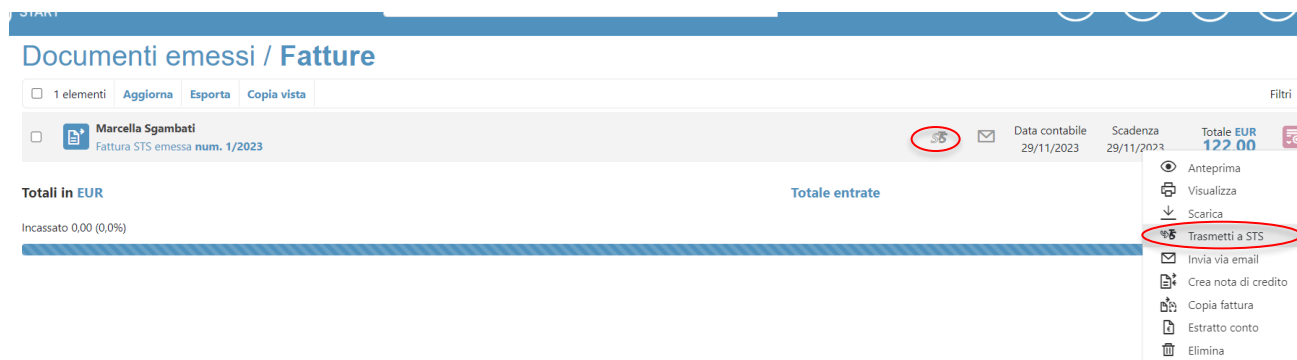 START
Documenti emessi / Fatture
1 elementi Aggiorna Esporta Copia vista Filtri
Marcella Sgambati
Fattura STS emessa num. 1/2023
Data contabile Scadenza Totale EUR
29/11/2023 29/11/2023 122,00
Anteprima
Totali in EUR Totale entrate
Visualizza
Scarica
Incassato 0,00 (0,0%)
Trasmetti a STS
Invia via email
Crea nota di credito
Copia fattura
Estratto conto
Elimina